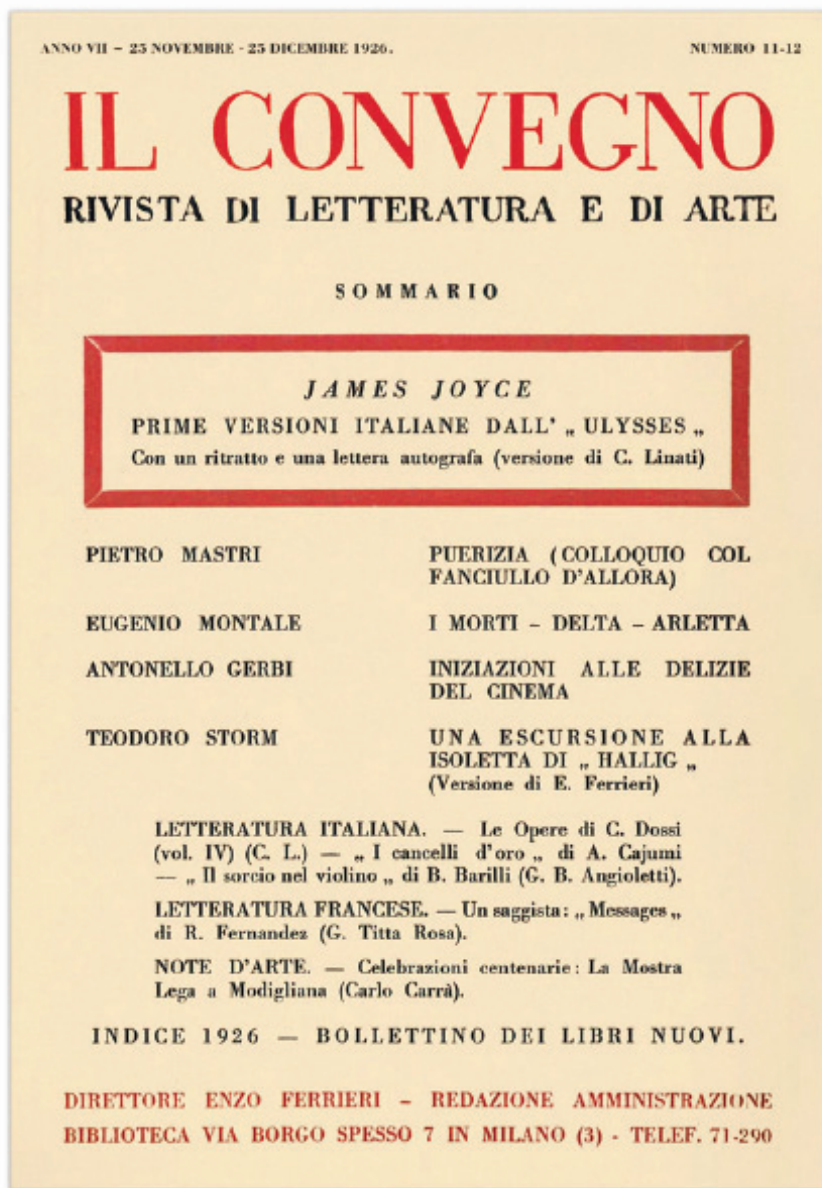 ANNO VII – 25 NOVEMBRE - 25 DICEMBRE 1926.
NUMERO 11-12
IL CONVEGNO
RIVISTA DI LETTERATURA E DI ARTE
SOMMARIO
JAMES JOYCE
PRIME VERSIONI ITALIANE DALL' „ ULYSSES „
Con un ritratto e una lettera autografa (versione di C. Linati)
PIETRO MASTRI
PUERIZIA (COLLOQUIO COL
FANCIULLO D'ALLORA)
EUGENIO MONTALE
I MORTI – DELTA – ARLETTA
ANTONELLO GERBI
INIZIAZIONI ALLE DELIZIE
DEL CINEMA
TEODORO STORM
UNA ESCURSIONE ALLA
ISOLETTA DI „ HALLIG „
(Versione di E. Ferrieri)
LETTERATURA ITALIANA. — Le Opere di C. Dossi
(vol. IV) (C. L.) — „ I cancelli d'oro „ di A. Cajumi
— „ Il sorcio nel violino „ di B. Barilli (G. B. Angioletti).
LETTERATURA FRANCESE. — Un saggista: „ Messages „
di R. Fernandez (G. Titta Rosa).
NOTE D'ARTE. — Celebrazioni centenarie: La Mostra
Lega a Modigliana (Carlo Carrà).
INDICE 1926 — BOLLETTINO DEI LIBRI NUOVI.
DIRETTORE ENZO FERRIERI – REDAZIONE AMMINISTRAZIONE
BIBLIOTECA VIA BORGO SPESSO 7 IN MILANO (3) - TELEF. 71-290